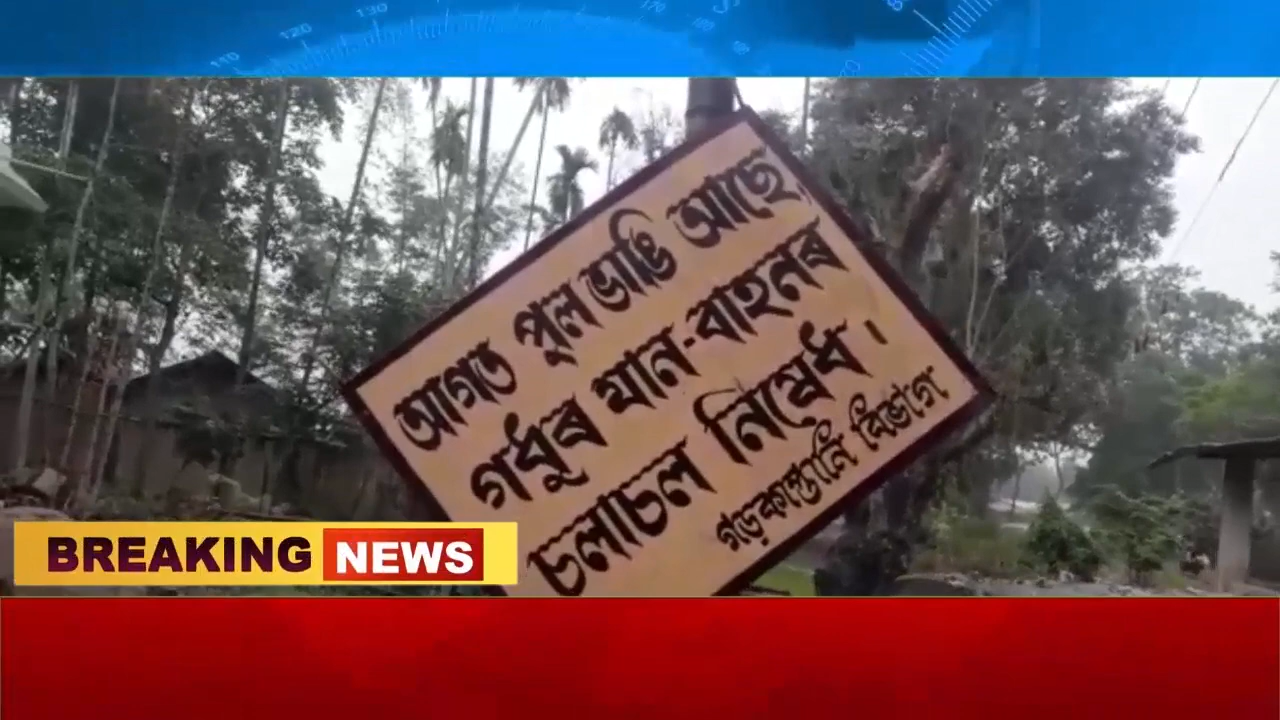 আগত পুল ভাঙি আছে,
গধুৰ যান-বাহনৰ
চলাচল নিষেধ।
গড়কাপ্তানি বিভাগ
BREAKING NEWS